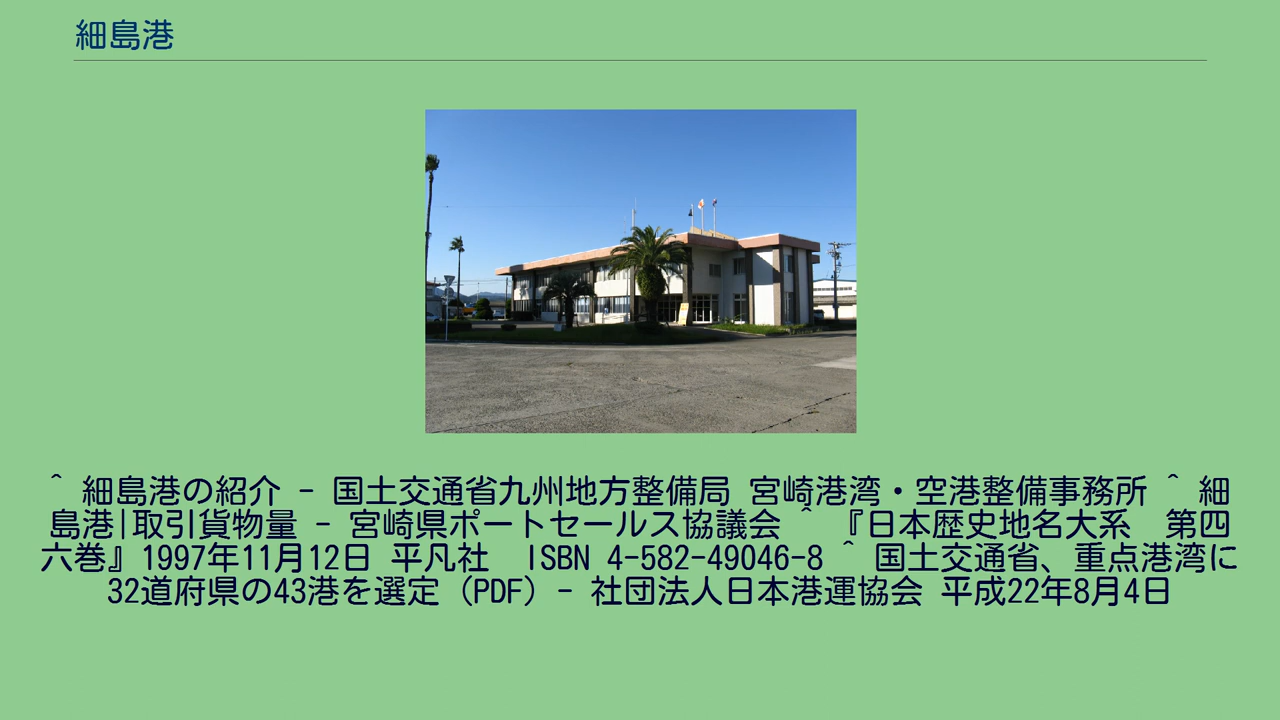 細島港
^ 細島港の紹介 - 国土交通省九州地方整備局 宮崎港湾・空港整備事務所 ^ 細
島港|取引貨物量 - 宮崎県ポートセールス協議会 ^ 『日本歴史地名大系　第四
六巻』1997年11月12日 平凡社　ISBN 4-582-49046-8 ^ 国土交通省、重点港湾に
32道府県の43港を選定（PDF）- 社団法人日本港運協会 平成22年8月4日